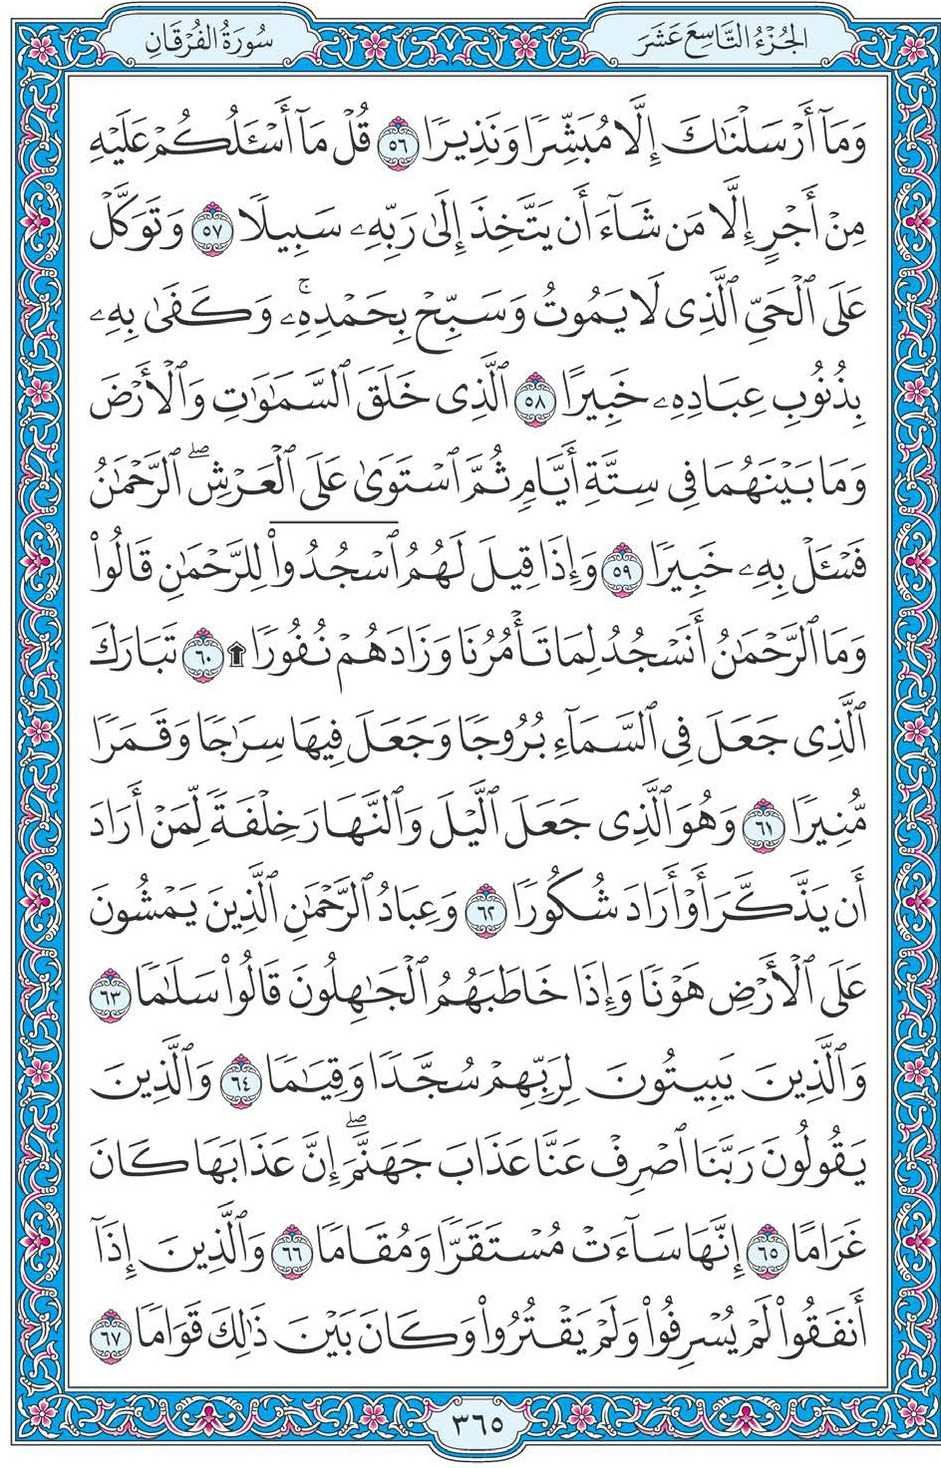 الجُزْءُ التَّاسِعَ عَشَرَ
سُورَةُ الفُرْقَانِ
وَمَآ أَرْسَلْنَٰكَ إِلَّا مُبَشِّرًا وَنَذِيرًا ٥٦ قُلْ مَآ أَسْـَٔلُكُمْ عَلَيْهِ
مِنْ أَجْرٍ إِلَّا مَن شَآءَ أَن يَتَّخِذَ إِلَىٰ رَبِّهِۦ سَبِيلًا ٥٧ وَتَوَكَّلْ
عَلَى ٱلْحَىِّ ٱلَّذِى لَا يَمُوتُ وَسَبِّحْ بِحَمْدِهِۦۚ وَكَفَىٰ بِهِۦ
بِذُنُوبِ عِبَادِهِۦ خَبِيرًا ٥٨ ٱلَّذِى خَلَقَ ٱلسَّمَٰوَٰتِ وَٱلْأَرْضَ
وَمَا بَيْنَهُمَا فِى سِتَّةِ أَيَّامٍ ثُمَّ ٱسْتَوَىٰ عَلَى ٱلْعَرْشِۖ ٱلرَّحْمَٰنُ
فَسْـَٔلْ بِهِۦ خَبِيرًا ٥٩ وَإِذَا قِيلَ لَهُمُ ٱسْجُدُوا۟ لِلرَّحْمَٰنِ قَالُوا۟
وَمَا ٱلرَّحْمَٰنُ أَنَسْجُدُ لِمَا تَأْمُرُنَا وَزَادَهُمْ نُفُورًا ۩ ٦٠ تَبَارَكَ
ٱلَّذِى جَعَلَ فِى ٱلسَّمَآءِ بُرُوجًا وَجَعَلَ فِيهَا سِرَٰجًا وَقَمَرًا
مُّنِيرًا ٦١ وَهُوَ ٱلَّذِى جَعَلَ ٱلَّيْلَ وَٱلنَّهَارَ خِلْفَةً لِّمَنْ أَرَادَ
أَن يَذَّكَّرَ أَوْ أَرَادَ شُكُورًا ٦٢ وَعِبَادُ ٱلرَّحْمَٰنِ ٱلَّذِينَ يَمْشُونَ
عَلَى ٱلْأَرْضِ هَوْنًا وَإِذَا خَاطَبَهُمُ ٱلْجَٰهِلُونَ قَالُوا۟ سَلَٰمًا ٦٣
وَٱلَّذِينَ يَبِيتُونَ لِرَبِّهِمْ سُجَّدًا وَقِيَٰمًا ٦٤ وَٱلَّذِينَ
يَقُولُونَ رَبَّنَا ٱصْرِفْ عَنَّا عَذَابَ جَهَنَّمَۖ إِنَّ عَذَابَهَا كَانَ
غَرَامًا ٦٥ إِنَّهَا سَآءَتْ مُسْتَقَرًّا وَمُقَامًا ٦٦ وَٱلَّذِينَ إِذَآ
أَنفَقُوا۟ لَمْ يُسْرِفُوا۟ وَلَمْ يَقْتُرُوا۟ وَكَانَ بَيْنَ ذَٰلِكَ قَوَامًا ٦٧
٣٦٥